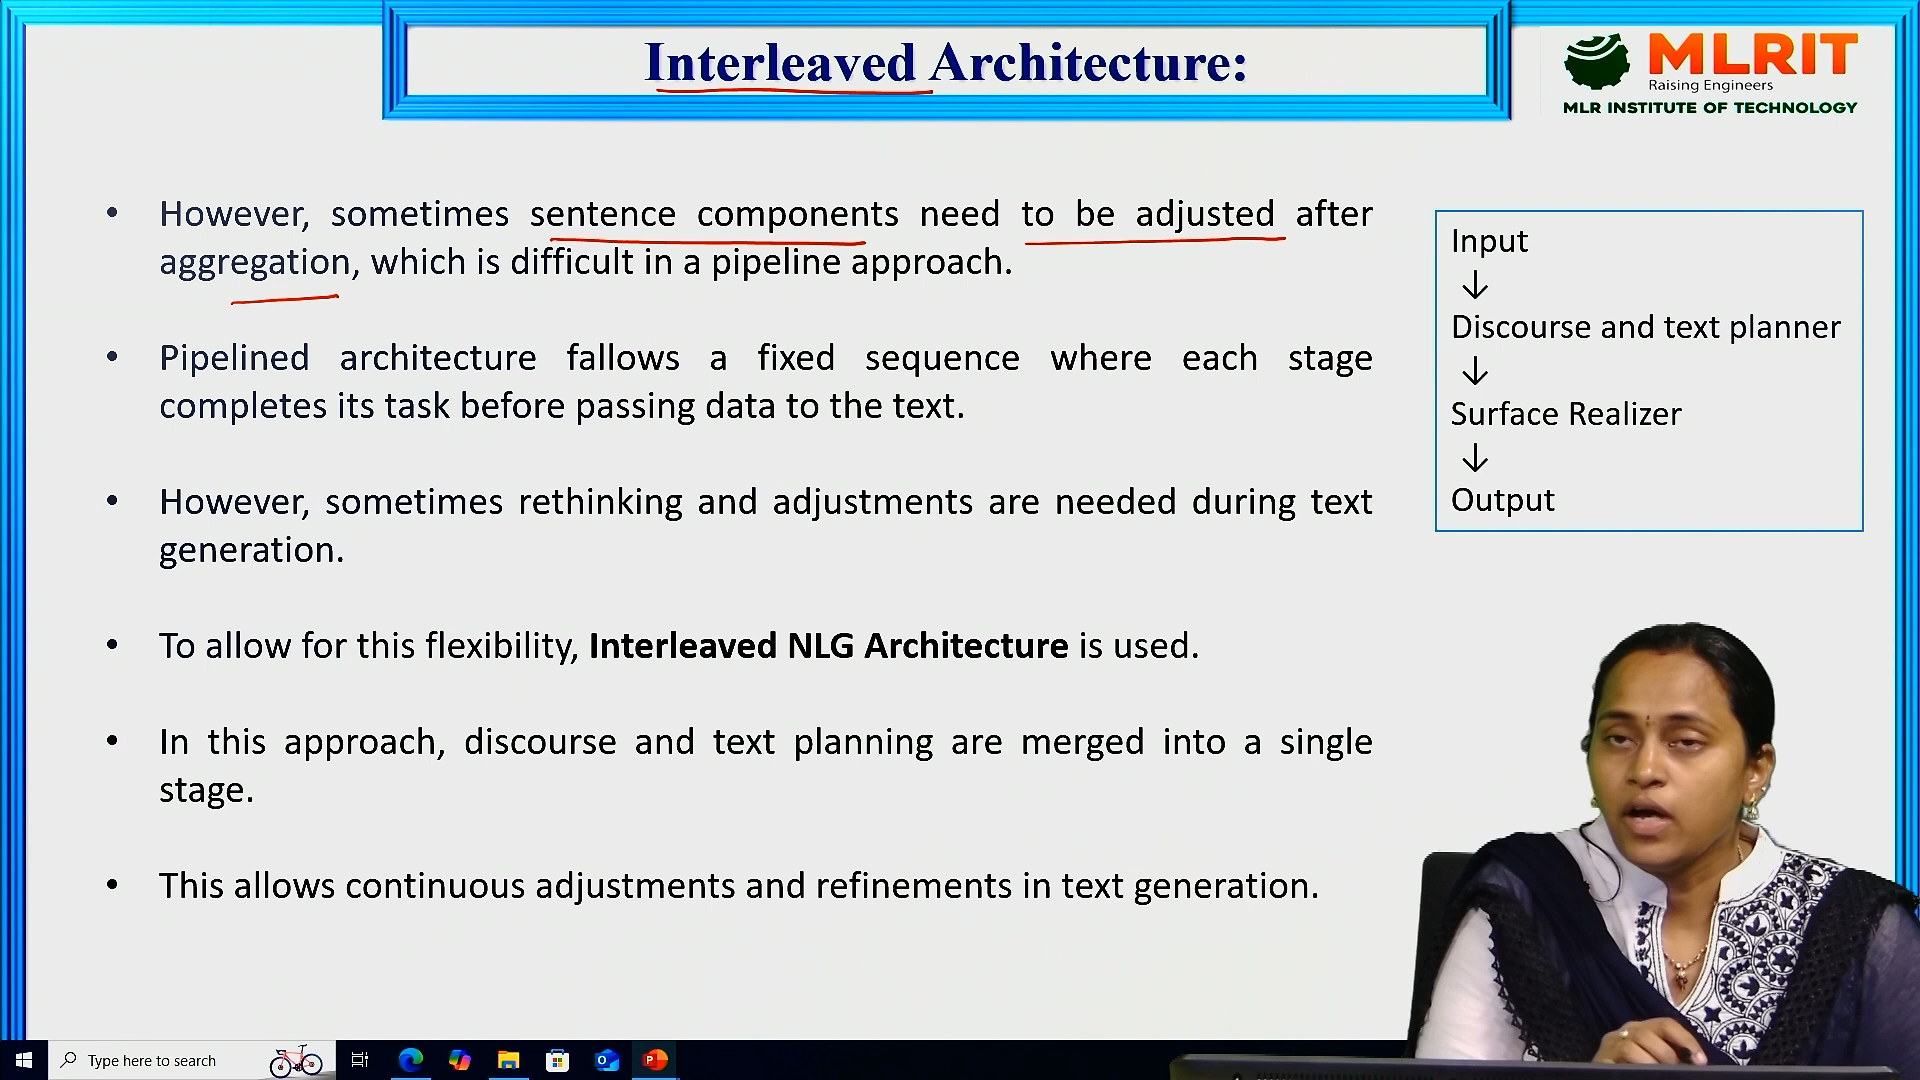 Interleaved Architecture:
MLRIT
Raising Engineers
MLR INSTITUTE OF TECHNOLOGY
• However, sometimes sentence components need to be adjusted after
aggregation, which is difficult in a pipeline approach.
• Pipelined architecture fallows a fixed sequence where each stage
completes its task before passing data to the text.
• However, sometimes rethinking and adjustments are needed during text
generation.
• To allow for this flexibility, Interleaved NLG Architecture is used.
• In this approach, discourse and text planning are merged into a single
stage.
• This allows continuous adjustments and refinements in text generation.
Input
↓
Discourse and text planner
↓
Surface Realizer
↓
Output
Type here to search